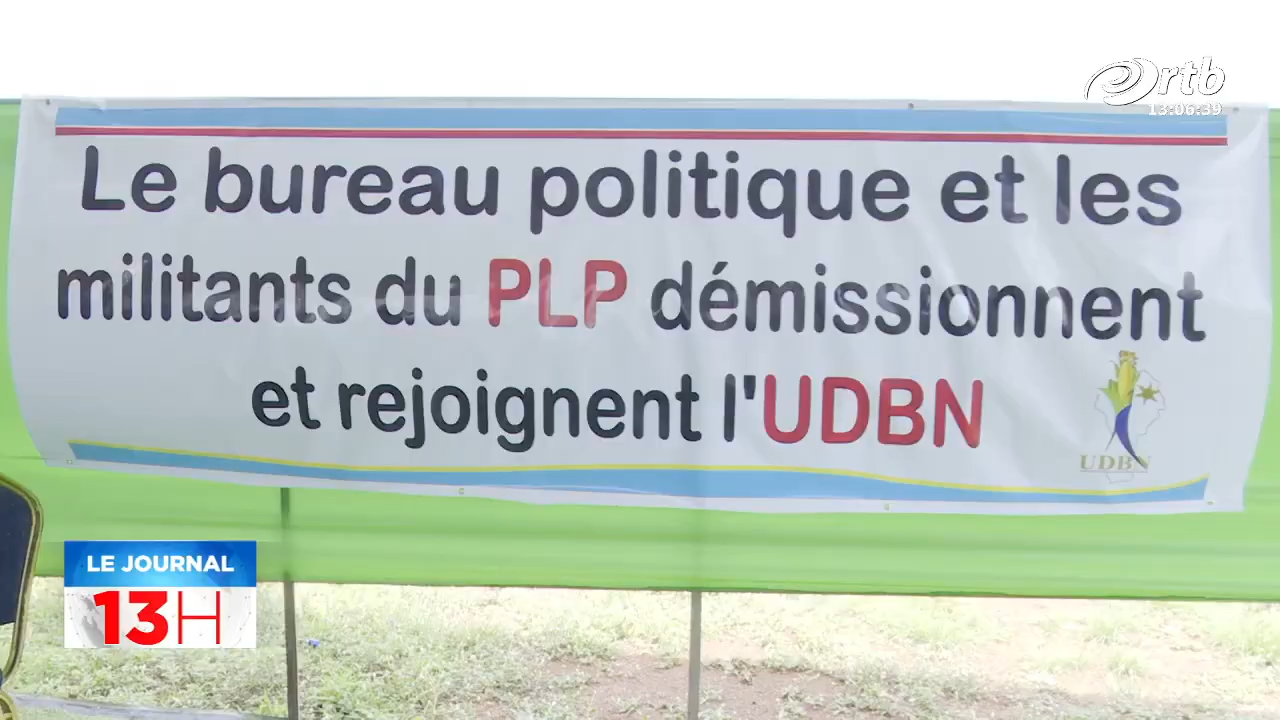 ortb
13:06:39
Le bureau politique et les
militants du PLP démissionnent
et rejoignent l'UDBN
UDBN
LE JOURNAL
13H